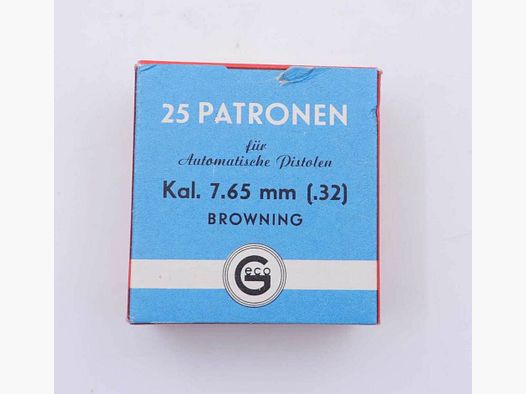 25 PATRONEN
für
Automatische Pistolen
Kal. 7.65 mm (.32)
BROWNING
Geco